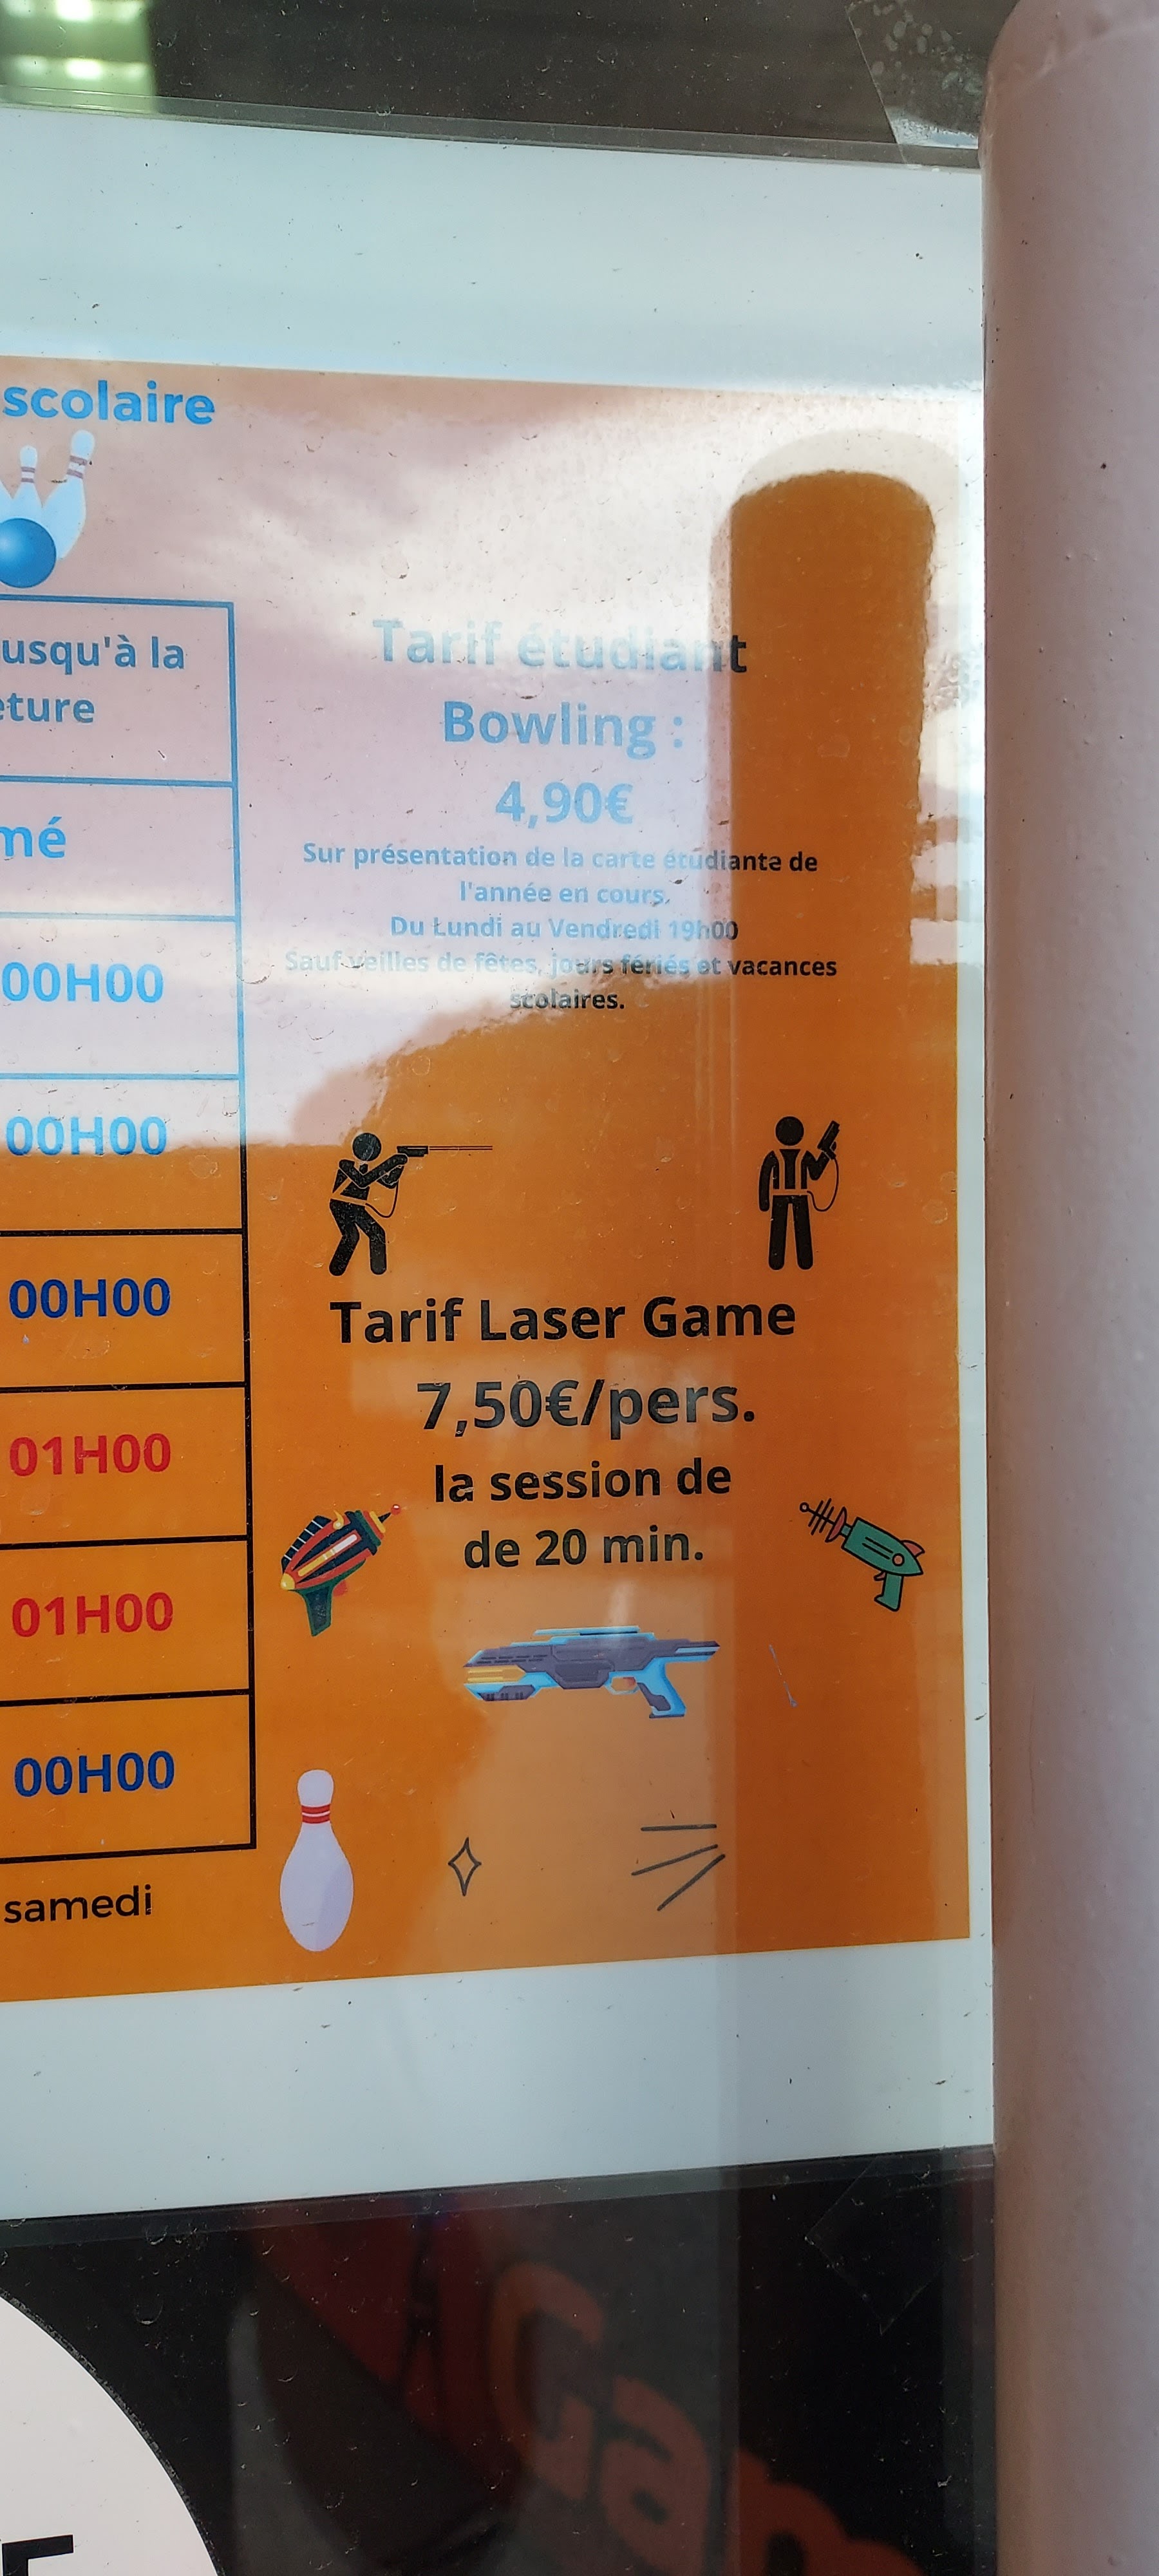 scolaire
usqu'à la
eture
mé
00H00
00H00
00H00
01H00
01H00
00H00
samedi
Tarif étudiant
Bowling :
4,90€
Sur présentation de la carte étudiante de
l'année en cours.
Du Lundi au Vendredi 19h00
Sauf veilles de fêtes, jours fériés et vacances
scolaires.
Tarif Laser Game
7,50€/pers.
la session de
de 20 min.